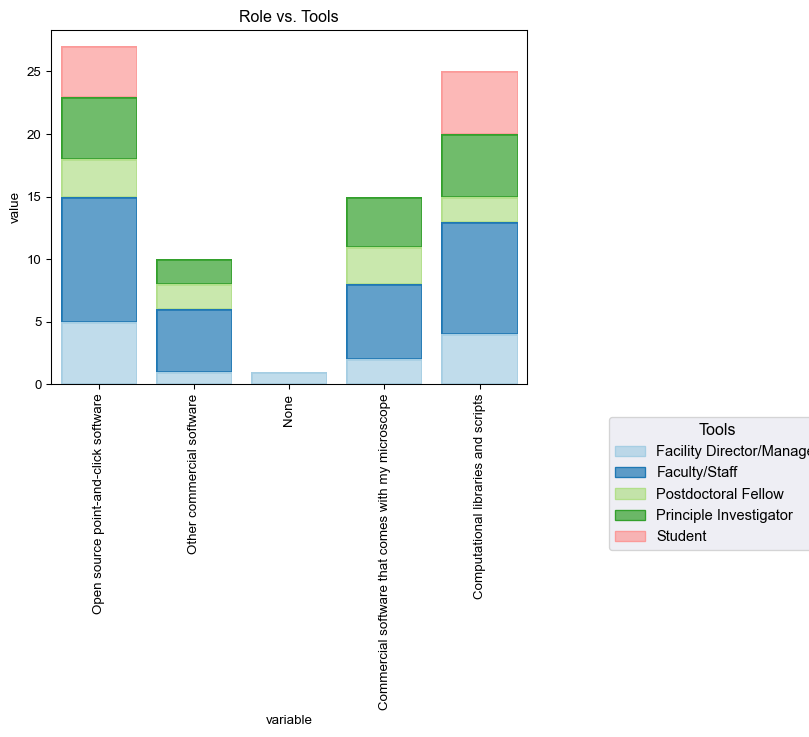 Role vs. Tools
value
25
20
15
10
5
0
Open source point-and-click software
Other commercial software
None
Commercial software that comes with my microscope
Computational libraries and scripts
variable
Tools
Facility Director/Manage
Faculty/Staff
Postdoctoral Fellow
Principle Investigator
Student